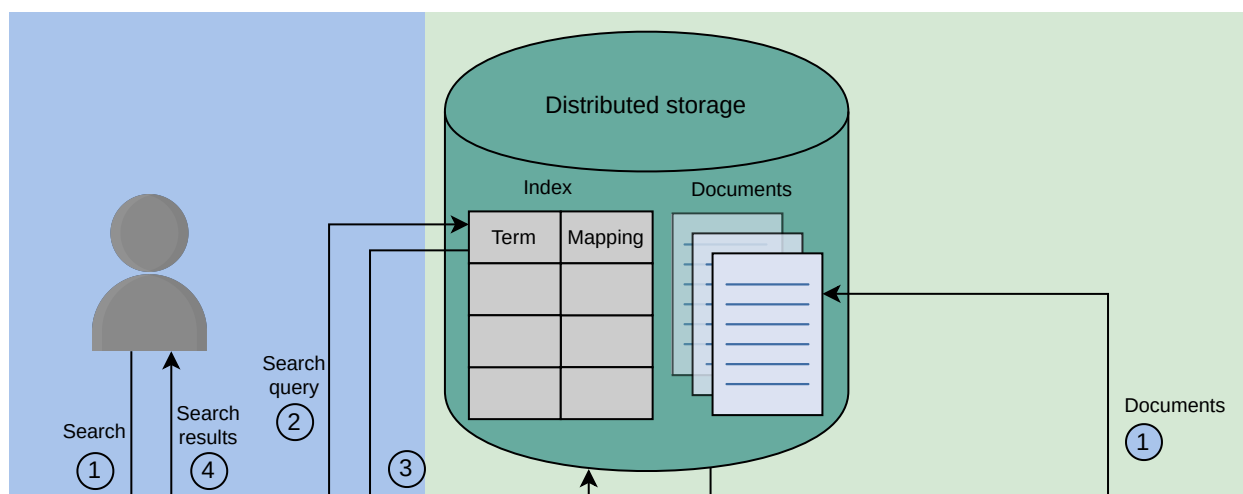 Distributed storage
Index
Documents
Term
Mapping
Search
query
2
Search
1
Search
results
4
3
Documents
1